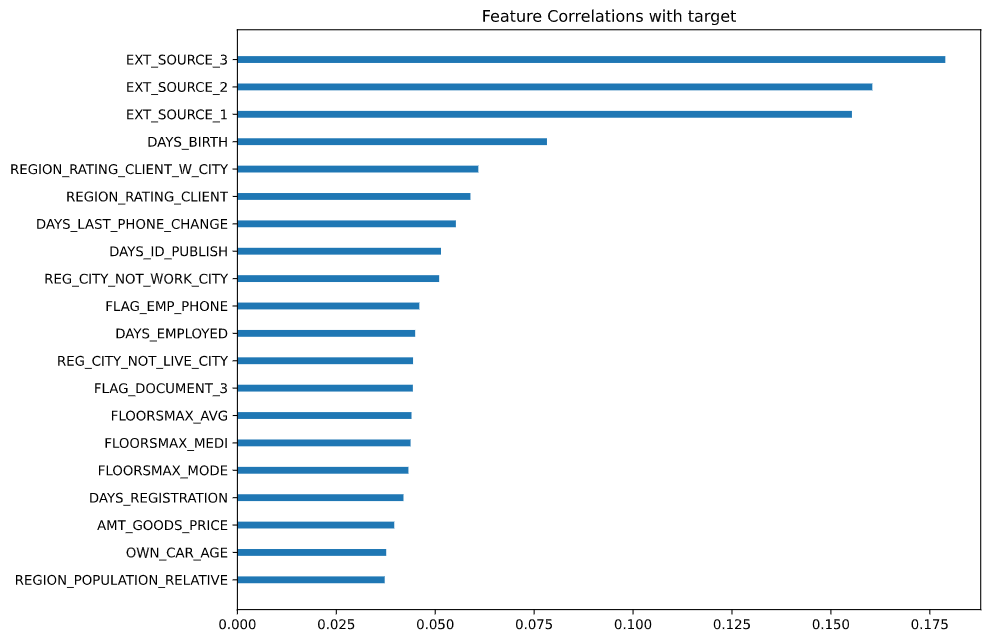 Feature Correlations with target
EXT_SOURCE_3
EXT_SOURCE_2
EXT_SOURCE_1
DAYS_BIRTH
REGION_RATING_CLIENT_W_CITY
REGION_RATING_CLIENT
DAYS_LAST_PHONE_CHANGE
DAYS_ID_PUBLISH
REG_CITY_NOT_WORK_CITY
FLAG_EMP_PHONE
DAYS_EMPLOYED
REG_CITY_NOT_LIVE_CITY
FLAG_DOCUMENT_3
FLOORSMAX_AVG
FLOORSMAX_MEDI
FLOORSMAX_MODE
DAYS_REGISTRATION
AMT_GOODS_PRICE
OWN_CAR_AGE
REGION_POPULATION_RELATIVE
0.000 0.025 0.050 0.075 0.100 0.125 0.150 0.175